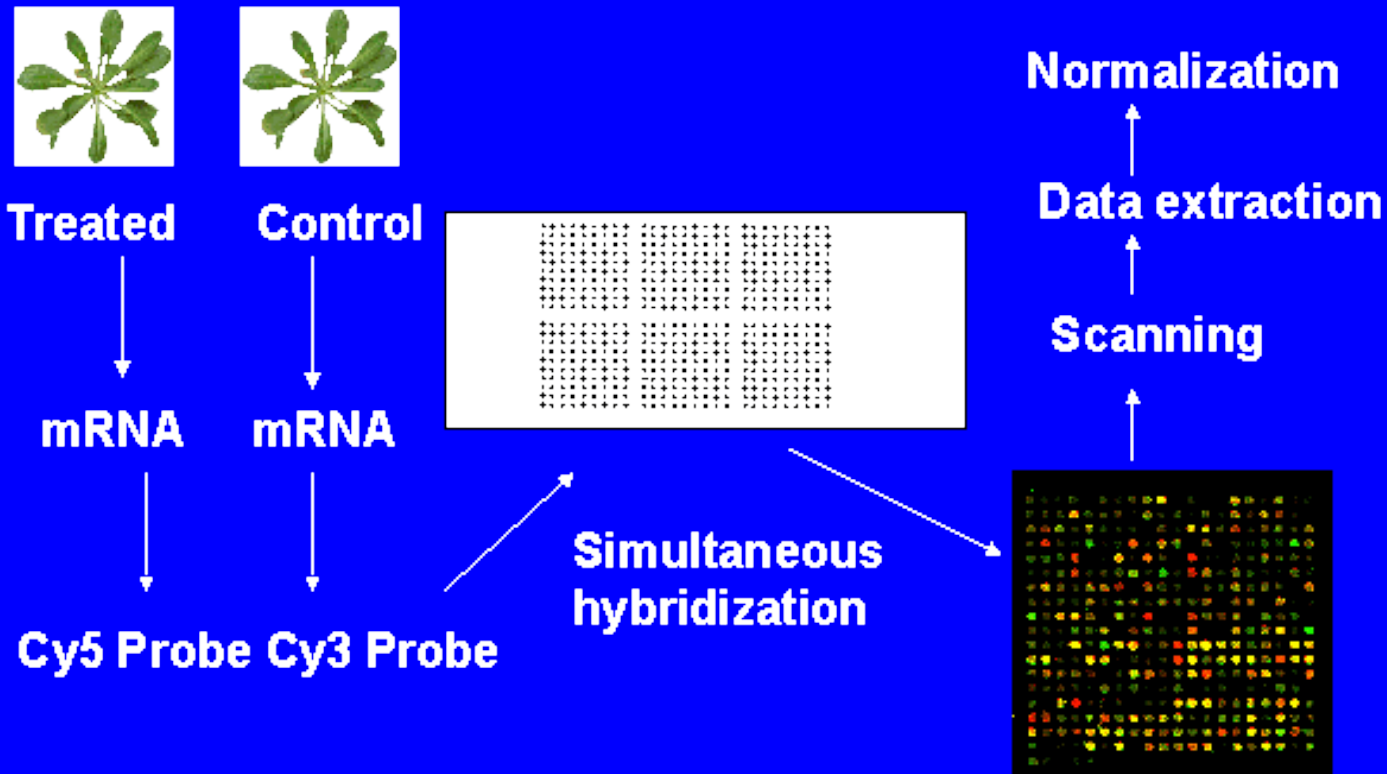 Treated
Control
mRNA
mRNA
Cy5 Probe
Cy3 Probe
Simultaneous
hybridization
Normalization
Data extraction
Scanning